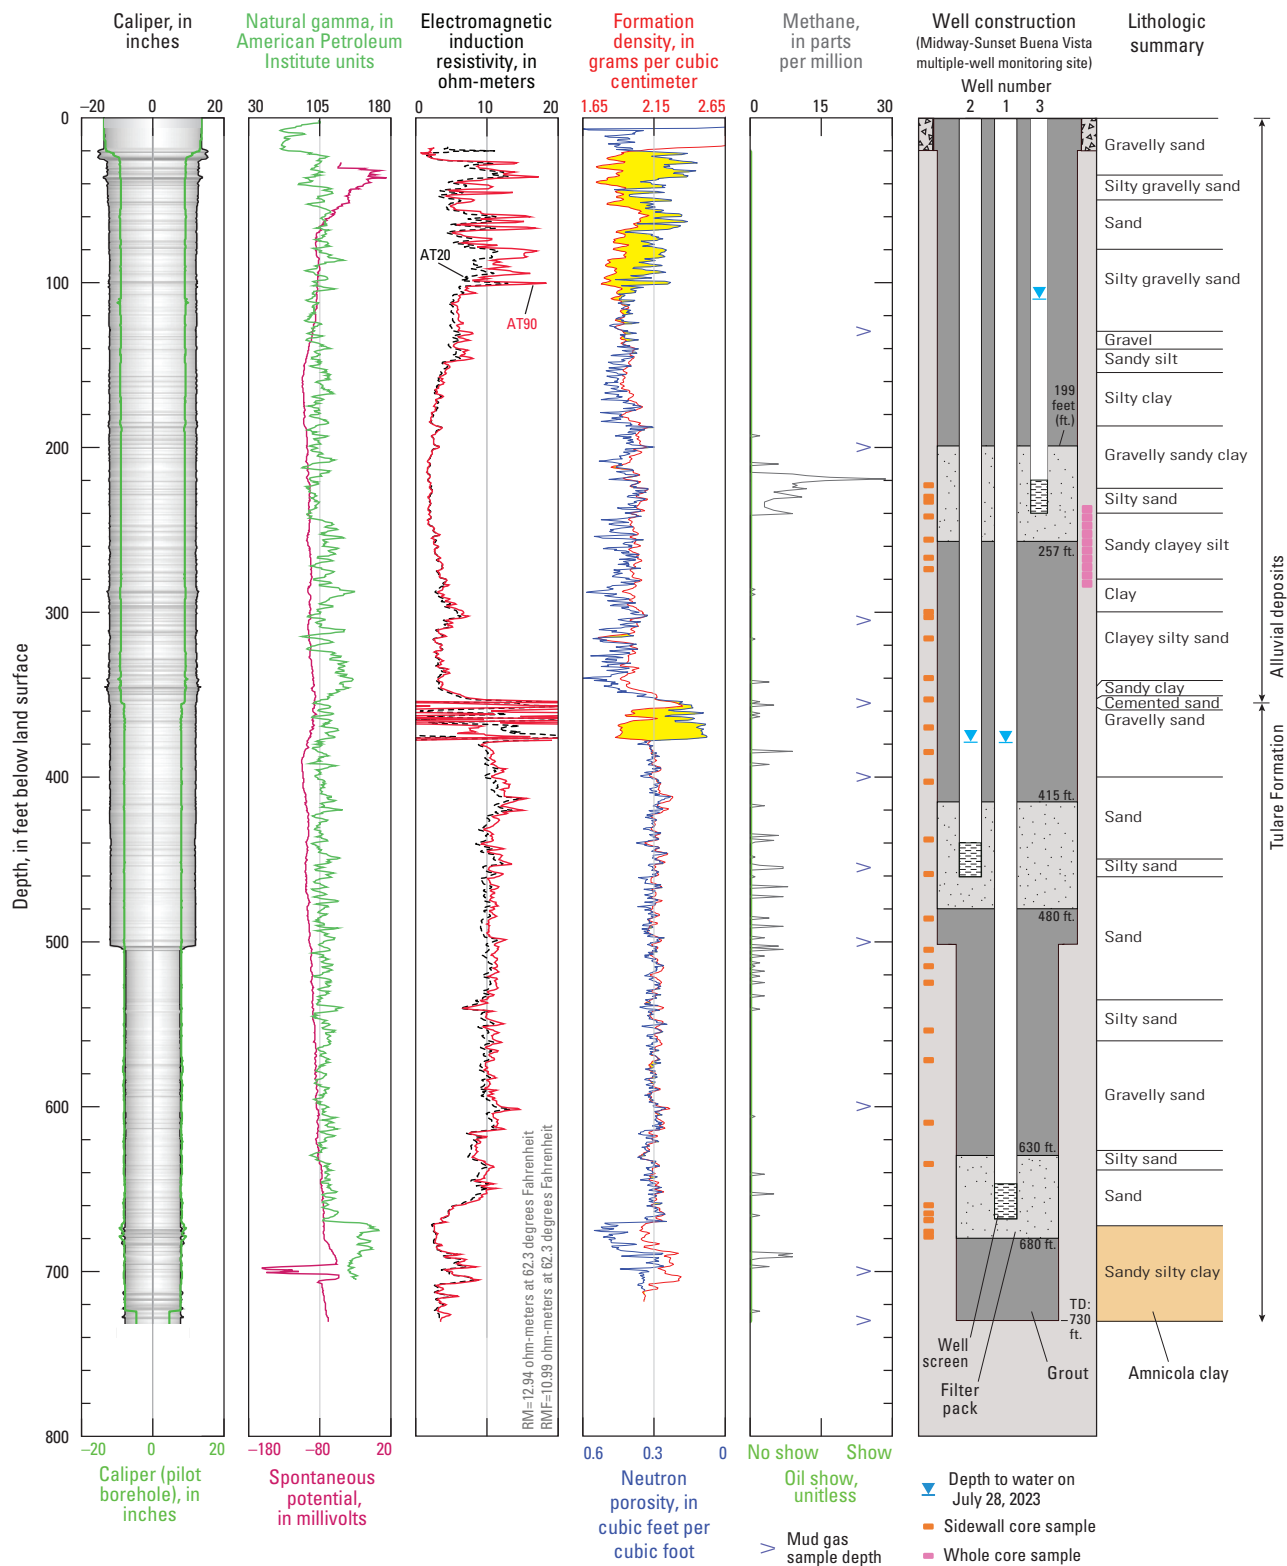 Caliper, in
inches
Natural gamma, in
American Petroleum
Institute units
Electromagnetic
induction
resistivity, in
ohm-meters
Formation
density, in
grams per cubic
centimeter
Methane,
in parts
per million
Well construction
(Midway-Sunset Buena Vista
multiple-well monitoring site)
Well number
Lithologic
summary
−20 0 20
30 105 180
0 10 20
1.65 2.15 2.65
0 15 30
2 1 3
Depth, in feet below land surface
0
100
200
300
400
500
600
700
800
AT20
AT90
RM=12.94 ohm-meters at 62.3 degrees Fahrenheit
RMF=10.99 ohm-meters at 62.3 degrees Fahrenheit
199
feet
(ft.)
257 ft.
415 ft.
480 ft.
630 ft.
680 ft.
TD:
−730
ft.
Well
screen
Filter
pack
Grout
Gravelly sand
Silty gravelly sand
Sand
Silty gravelly sand
Gravel
Sandy silt
Silty clay
Gravelly sandy clay
Silty sand
Sandy clayey silt
Clay
Clayey silty sand
Sandy clay
Cemented sand
Gravelly sand
Sand
Silty sand
Sand
Silty sand
Gravelly sand
Silty sand
Sand
Sandy silty clay
Amnicola clay
Alluvial deposits
Tulare Formation
−20 0 20
−180 −80 20
0.6 0.3 0
No show Show
Caliper (pilot
borehole), in
inches
Spontaneous
potential,
in millivolts
Neutron
porosity, in
cubic feet per
cubic foot
Oil show,
unitless
> Mud gas
sample depth
Depth to water on
July 28, 2023
Sidewall core sample
Whole core sample